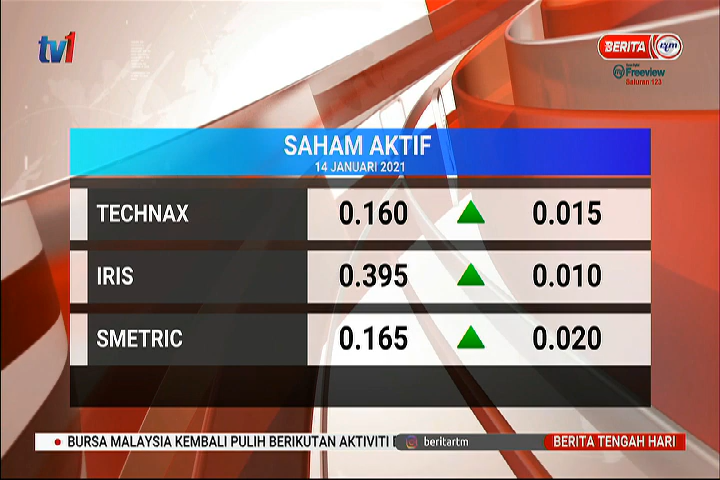 tv1
BERITA rtm
Freeview
Saluran 123
SAHAM AKTIF
14 JANUARI 2021
TECHNAX 0.160 0.015
IRIS 0.395 0.010
SMETRIC 0.165 0.020
BURSA MALAYSIA KEMBALI PULIH BERIKUTAN AKTIVITI
beritartm
BERITA TENGAH HARI